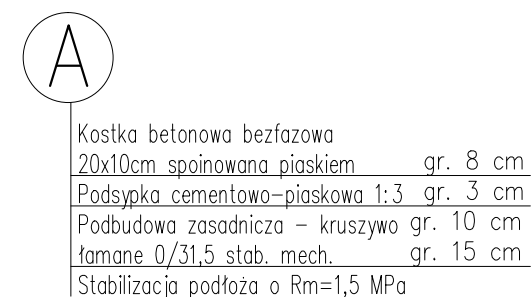 A
Kostka betonowa bezfazowa
20x10cm spoinowana piaskiem gr. 8 cm
Podsypka cementowo-piaskowa 1:3 gr. 3 cm
Podbudowa zasadnicza - kruszywo gr. 10 cm
łamane 0/31,5 stab. mech. gr. 15 cm
Stabilizacja podłoża o Rm=1,5 MPa